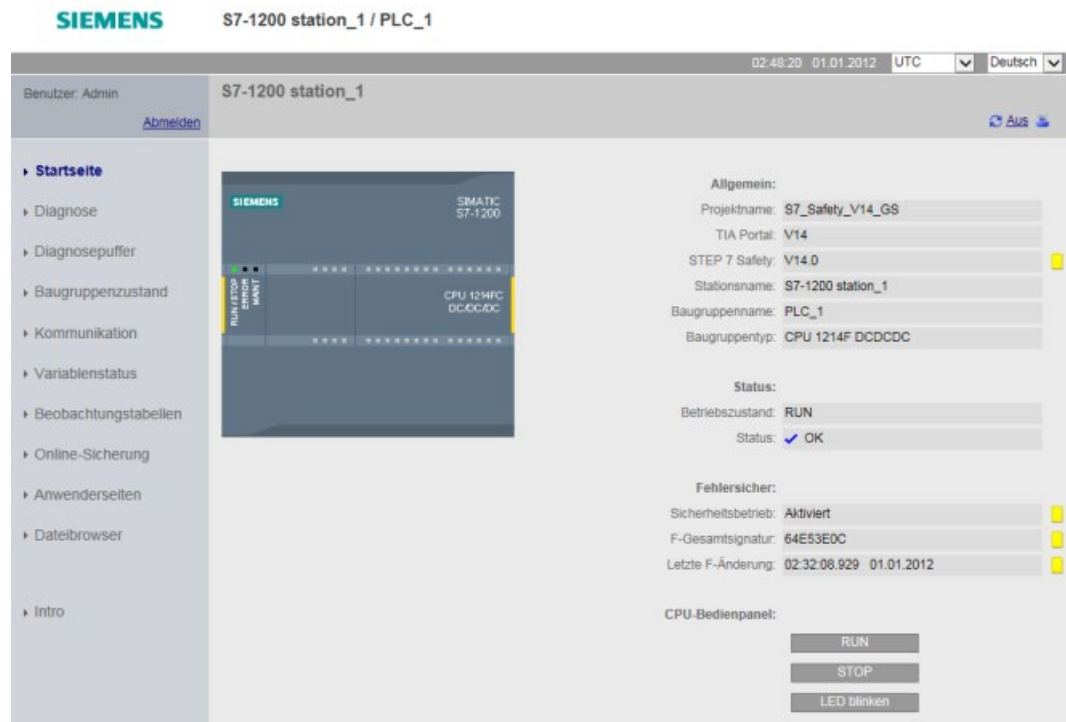 SIEMENS
S7-1200 station_1 / PLC_1
02:48:20 01.01.2012 UTC Deutsch
Benutzer: Admin
S7-1200 station_1
Abmelden
Aus
Startseite
Diagnose
Diagnosepuffer
Baugruppenzustand
Kommunikation
Variablenstatus
Beobachtungstabellen
Online-Sicherung
Anwenderseiten
Dateibrowser
Intro
SIEMENS
SIMATIC
S7-1200
RUN / STOP
ERROR
MAINT
CPU 1214FC
DC/DC/DC
Allgemein:
Projektname: S7_Safety_V14_GS
TIA Portal: V14
STEP 7 Safety: V14.0
Stationsname: S7-1200 station_1
Baugruppenname: PLC_1
Baugruppentyp: CPU 1214F DCDCDC
Status:
Betriebszustand: RUN
Status: OK
Fehlersicher:
Sicherheitsbetrieb: Aktiviert
F-Gesamtsignatur: 64E53E0C
Letzte F-Änderung: 02:32:08.929 01.01.2012
CPU-Bedienpanel:
RUN
STOP
LED blinken